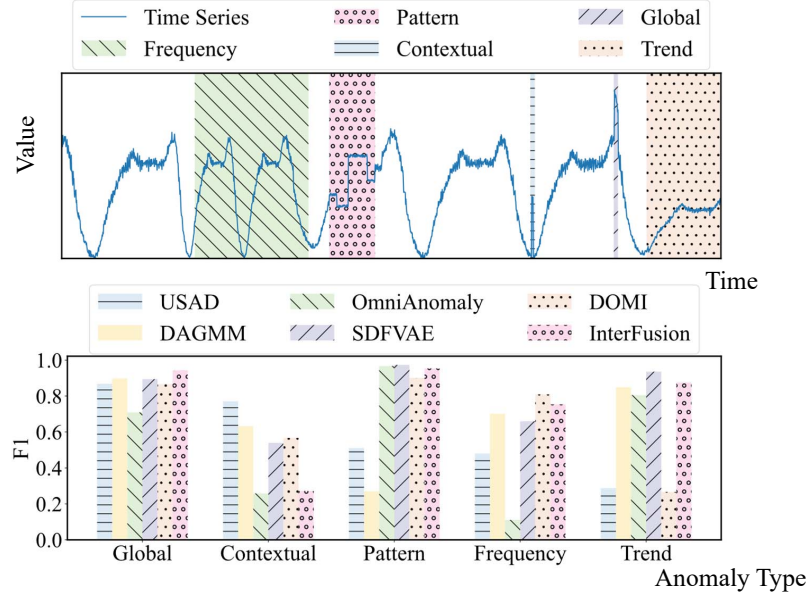 Time Series Pattern Global
Frequency Contextual Trend
Value
Time
USAD OmniAnomaly DOMI
DAGMM SDFVAE InterFusion
F1
1.0
0.8
0.6
0.4
0.2
0.0
Global Contextual Pattern Frequency Trend
Anomaly Type